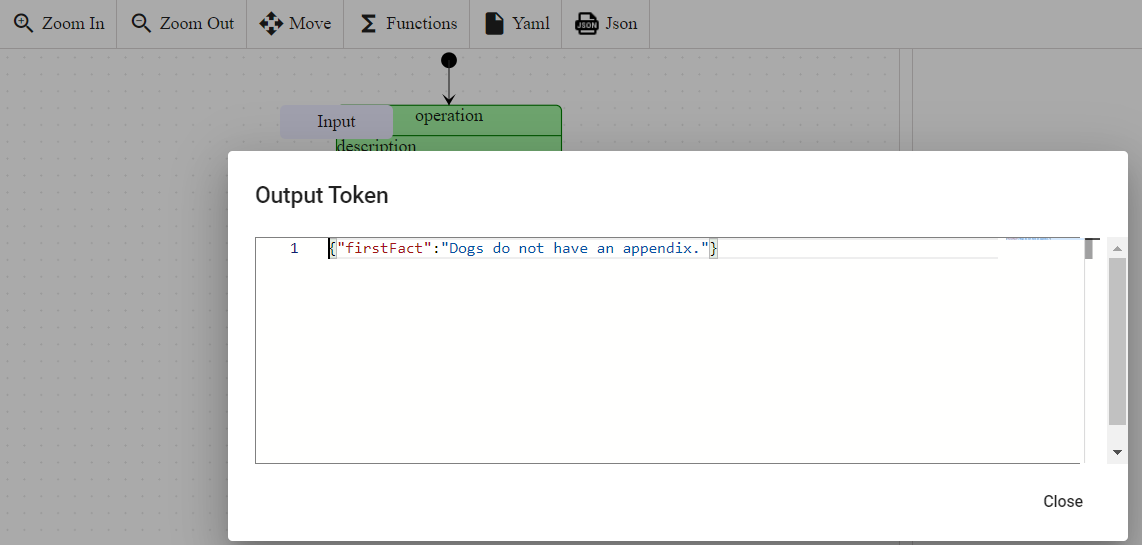 Zoom In Zoom Out Move Functions Yaml JSON Json
operation
Input
description
Output Token
1 {"firstFact":"Dogs do not have an appendix."}
Close